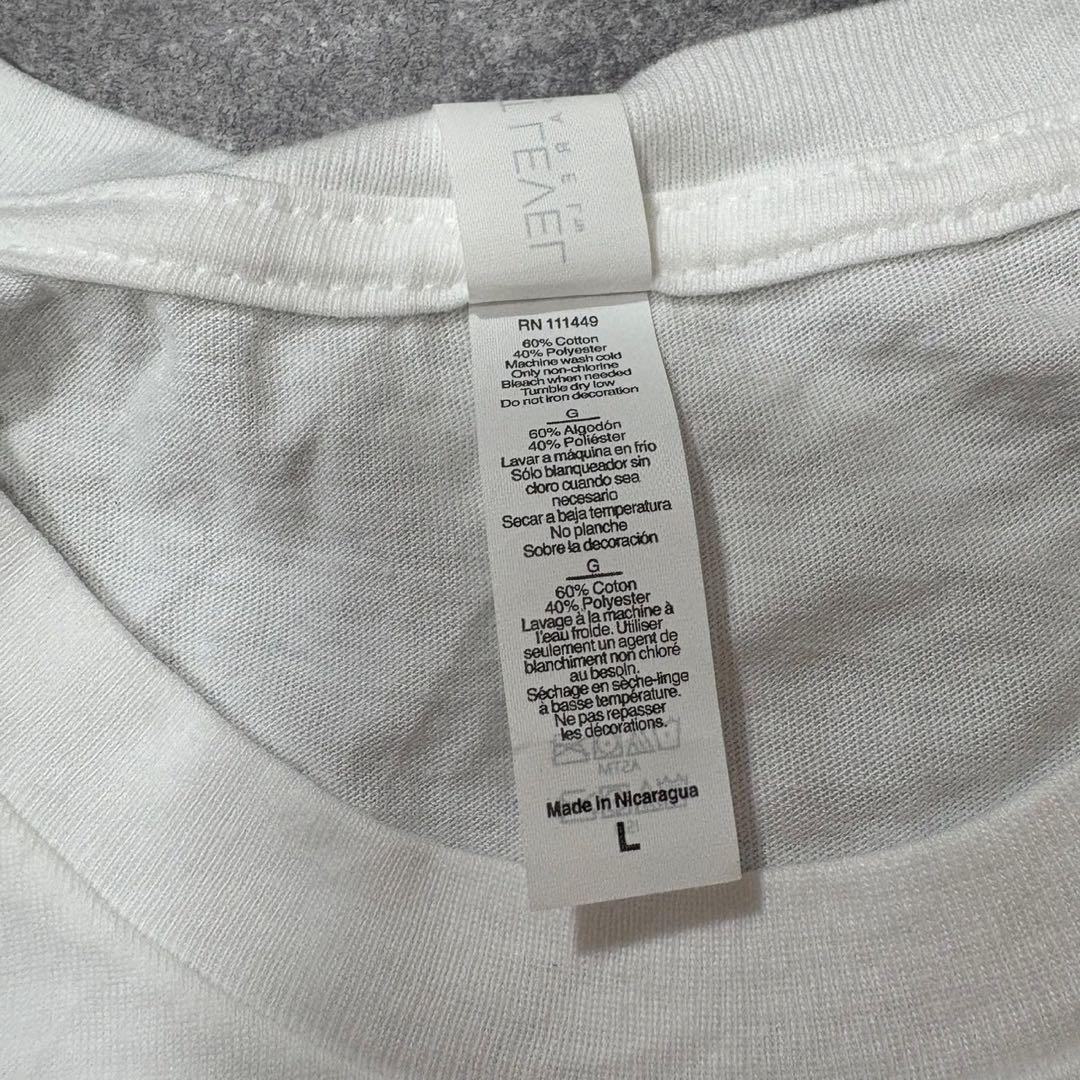 RN 111449
60% Cotton
40% Polyester
Machine wash cold
Only non-chlorine
Bleach when needed
Tumble dry low
Do not iron decoration
G
60% Algodón
40% Poliéster
Lavar a máquina en frío
Sólo blanqueador sin
cloro cuando sea
necesario
Secar a baja temperatura
No planche
Sobre la decoración
G
60% Coton
40% Polyester
Lavage à la machine à
l'eau froide. Utiliser
seulement un agent de
blanchiment non chloré
au besoin.
Séchage en sèche-linge
à basse température.
Ne pas repasser
les décorations.
ASTM
Made in Nicaragua
L